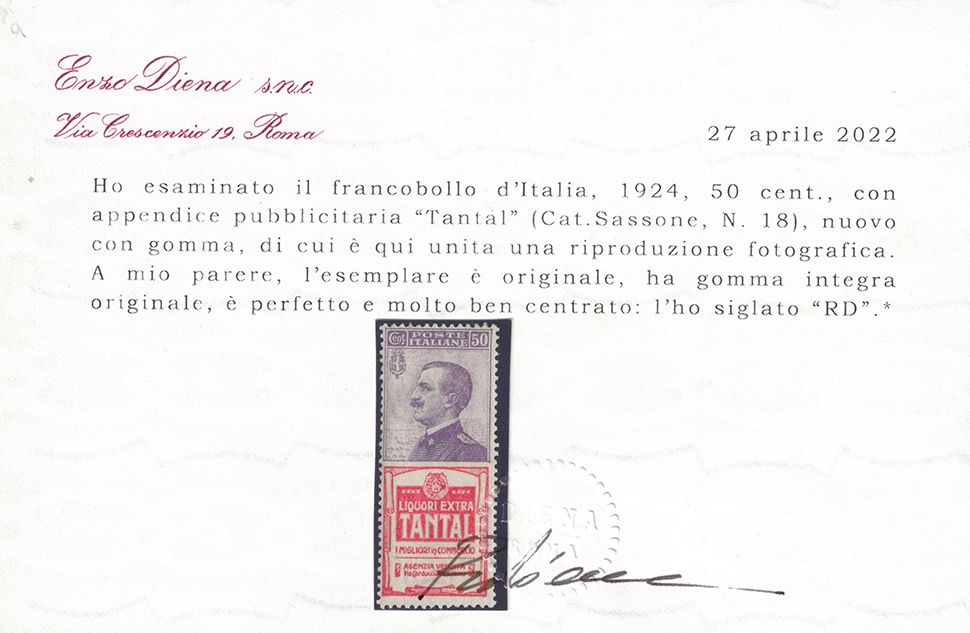 Enzo Diena s.n.c.
Via Crescenzio 19, Roma
27 aprile 2022
Ho esaminato il francobollo d'Italia, 1924, 50 cent., con
appendice pubblicitaria "Tantal" (Cat.Sassone, N. 18), nuovo
con gomma, di cui è qui unita una riproduzione fotografica.
A mio parere, l'esemplare è originale, ha gomma integra
originale, è perfetto e molto ben centrato: l'ho siglato "RD".*
Cent POSTE ITALIANE 50
LIQUORI EXTRA
TANTAL
I MIGLIORI IN COMMERCIO
AGENZIA VENDITA